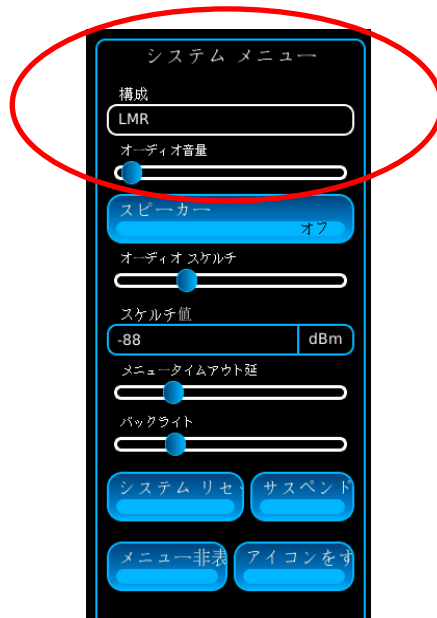 システム メニュー
構成
LMR
オーディオ音量
スピーカー
オフ
オーディオ スケルチ
スケルチ値
-88 dBm
メニュータイムアウト延
バックライト
システム リセ サスペンド
メニュー非表 アイコンをす